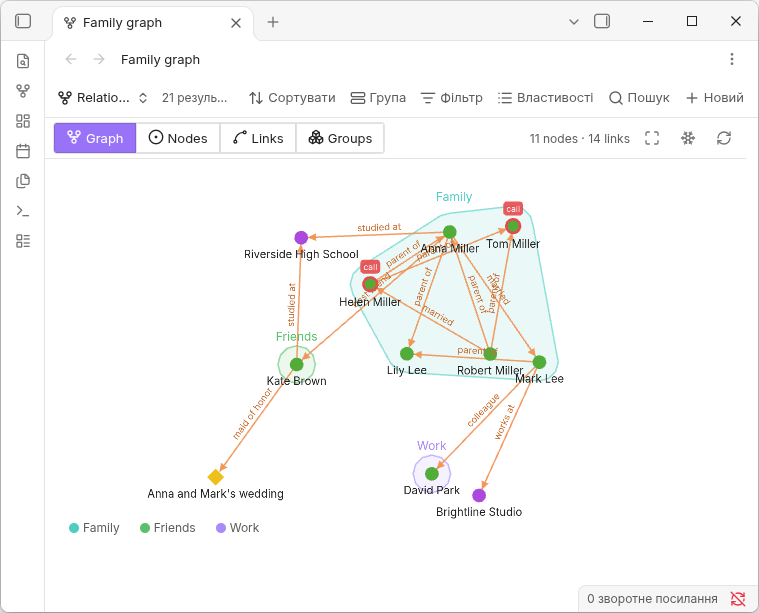 Family graph
Family graph
Relatio... 21 резуль... Сортувати Група Фільтр Властивості Пошук Новий
Graph Nodes Links Groups 11 nodes · 14 links
Family
call
studied at
Anna Miller
Tom Miller
Riverside High School
parent of
call
Helen Miller
parent of
married
parent of
married
studied at
Friends
Kate Brown
parent of
Lily Lee
Robert Miller
Mark Lee
maid of honor
colleague
works at
Work
David Park
Anna and Mark's wedding
Brightline Studio
Family Friends Work
0 зворотне посилання